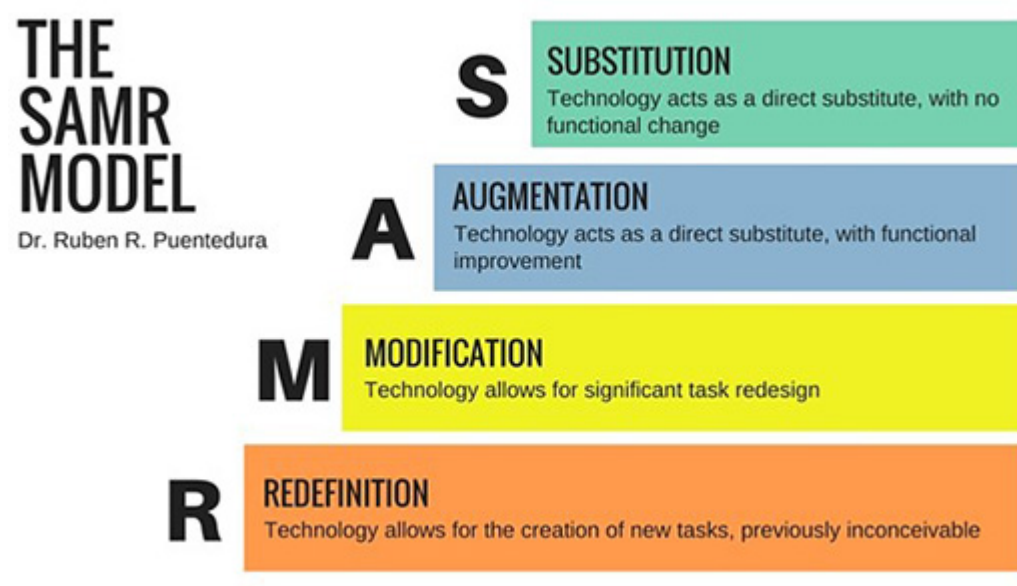 THE
SAMR
MODEL
Dr. Ruben R. Puentedura
S
SUBSTITUTION
Technology acts as a direct substitute, with no
functional change
A
AUGMENTATION
Technology acts as a direct substitute, with functional
improvement
M
MODIFICATION
Technology allows for significant task redesign
R
REDEFINITION
Technology allows for the creation of new tasks, previously inconceivable